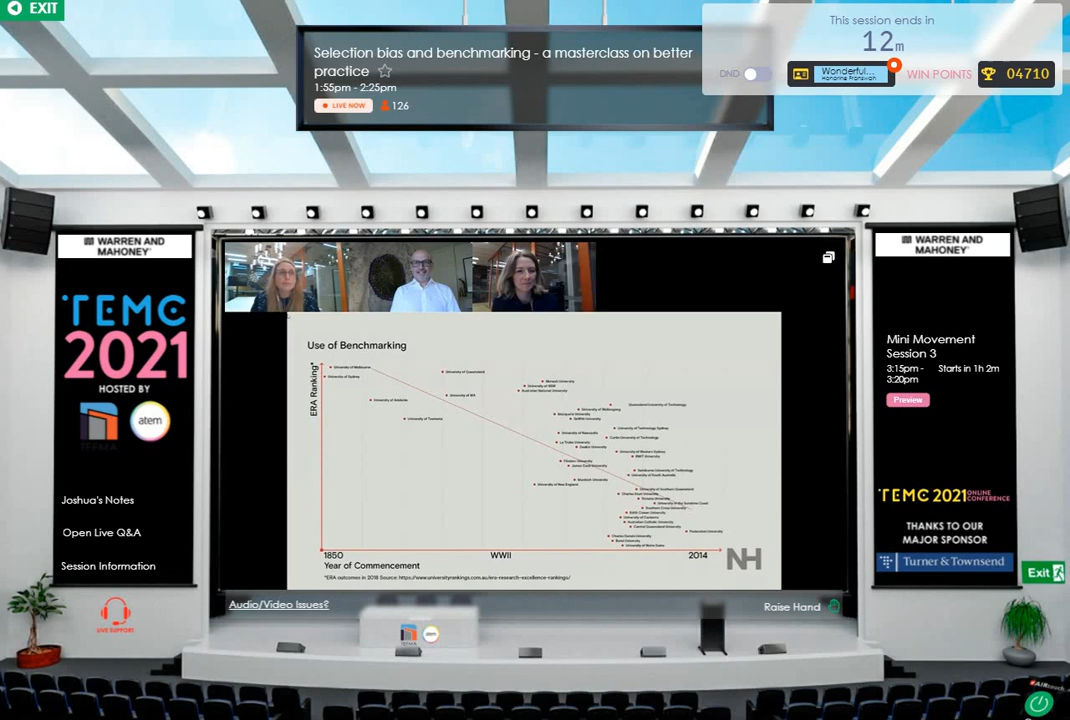 EXIT
Selection bias and benchmarking - a masterclass on better
practice
1:55pm - 2:25pm
LIVE NOW
126
This session ends in
12m
DND
Wonderful...
WIN POINTS
04710
WARREN AND
MAHONEY
TEMC
2021
HOSTED BY
TEFMA
atem
Joshua's Notes
Open Live Q&A
Session Information
LIVE SUPPORT
Use of Benchmarking
ERA Ranking*
University of Melbourne
University of Sydney
University of Queensland
University of Adelaide
University of WA
University of Tasmania
Monash University
University of NSW
Australian National University
Queensland University of Technology
University of Wollongong
Macquarie University
Griffith University
University of Technology Sydney
University of Newcastle
Curtin University of Technology
La Trobe University
Deakin University
University of Western Sydney
RMIT University
Flinders University
James Cook University
Swinburne University of Technology
University of South Australia
Murdoch University
University of New England
University of Southern Queensland
Charles Sturt University
Victoria University
University of the Sunshine Coast
Southern Cross University
Edith Cowan University
University of Canberra
Australian Catholic University
Central Queensland University
Federation University
Charles Darwin University
Bond University
University of Notre Dame
1850
WWII
2014
Year of Commencement
NH
*ERA outcomes in 2018 Source: https://www.universityrankings.com.au/era-research-excellence-rankings/
Audio/Video Issues?
Raise Hand
TEFMA
atem
WARREN AND
MAHONEY
Mini Movement
Session 3
3:15pm -
3:20pm
Starts in 1h 2m
Preview
TEMC 2021 ONLINE
CONFERENCE
THANKS TO OUR
MAJOR SPONSOR
Turner & Townsend
Exit